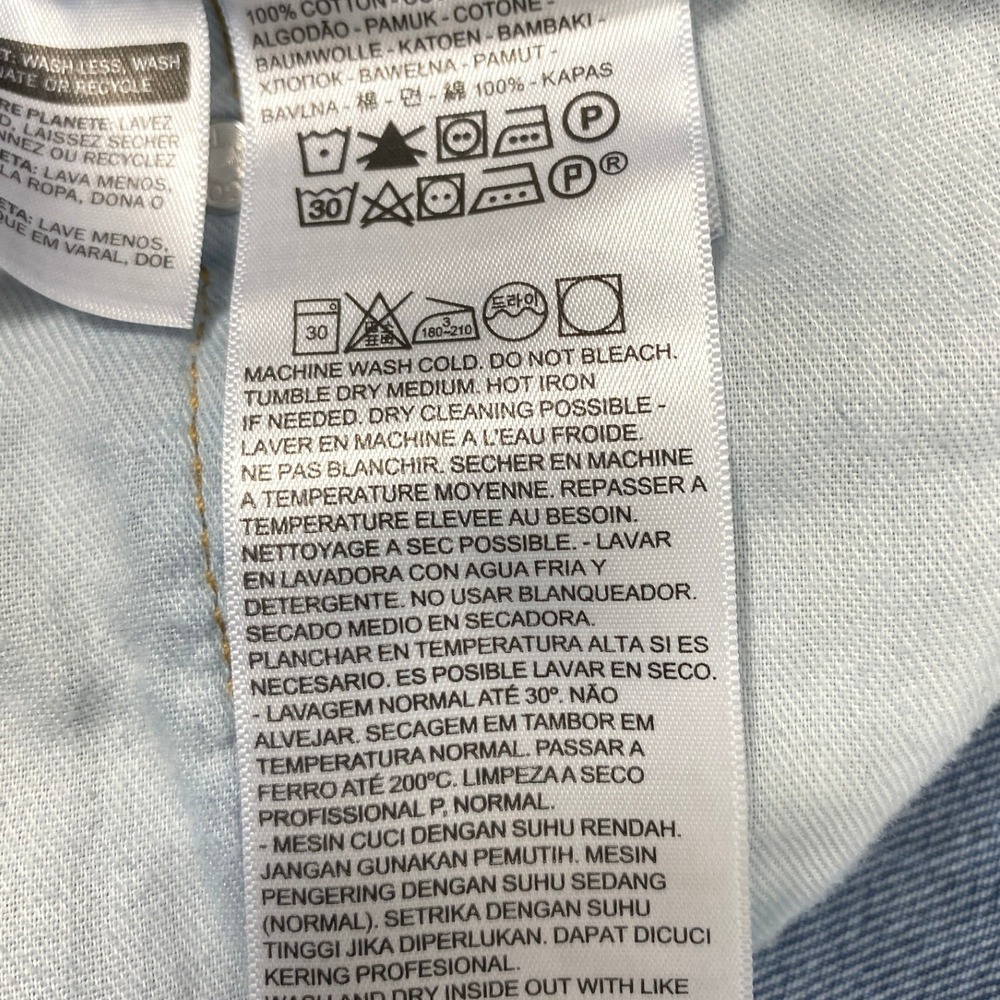 T: WASH LESS, WASH
ATE OR RECYCLE
RE PLANETE: LAVEZ
D, LAISSEZ SECHER
NNEZ OU RECYCLEZ
ETA: LAVA MENOS,
LA ROPA, DONA O
ETA: LAVE MENOS,
QUE EM VARAL, DOE
100% COTTON
ALGODÃO - PAMUK - COTONE -
BAUMWOLLE - KATOEN - BAMBAKI -
ХЛОПОК - BAWEŁNA - PAMUT -
BAVLNA - 棉 - 면 - 綿 100% - KAPAS
P
30 P ®
30 3 180~210 드라이
MACHINE WASH COLD. DO NOT BLEACH.
TUMBLE DRY MEDIUM. HOT IRON
IF NEEDED. DRY CLEANING POSSIBLE -
LAVER EN MACHINE A L'EAU FROIDE.
NE PAS BLANCHIR. SECHER EN MACHINE
A TEMPERATURE MOYENNE. REPASSER A
TEMPERATURE ELEVEE AU BESOIN.
NETTOYAGE A SEC POSSIBLE. - LAVAR
EN LAVADORA CON AGUA FRIA Y
DETERGENTE. NO USAR BLANQUEADOR.
SECADO MEDIO EN SECADORA.
PLANCHAR EN TEMPERATURA ALTA SI ES
NECESARIO. ES POSIBLE LAVAR EN SECO.
- LAVAGEM NORMAL ATÉ 30º. NÃO
ALVEJAR. SECAGEM EM TAMBOR EM
TEMPERATURA NORMAL. PASSAR A
FERRO ATÉ 200ºC. LIMPEZA A SECO
PROFISSIONAL P, NORMAL.
- MESIN CUCI DENGAN SUHU RENDAH.
JANGAN GUNAKAN PEMUTIH. MESIN
PENGERING DENGAN SUHU SEDANG
(NORMAL). SETRIKA DENGAN SUHU
TINGGI JIKA DIPERLUKAN. DAPAT DICUCI
KERING PROFESIONAL.
WASH AND DRY INSIDE OUT WITH LIKE